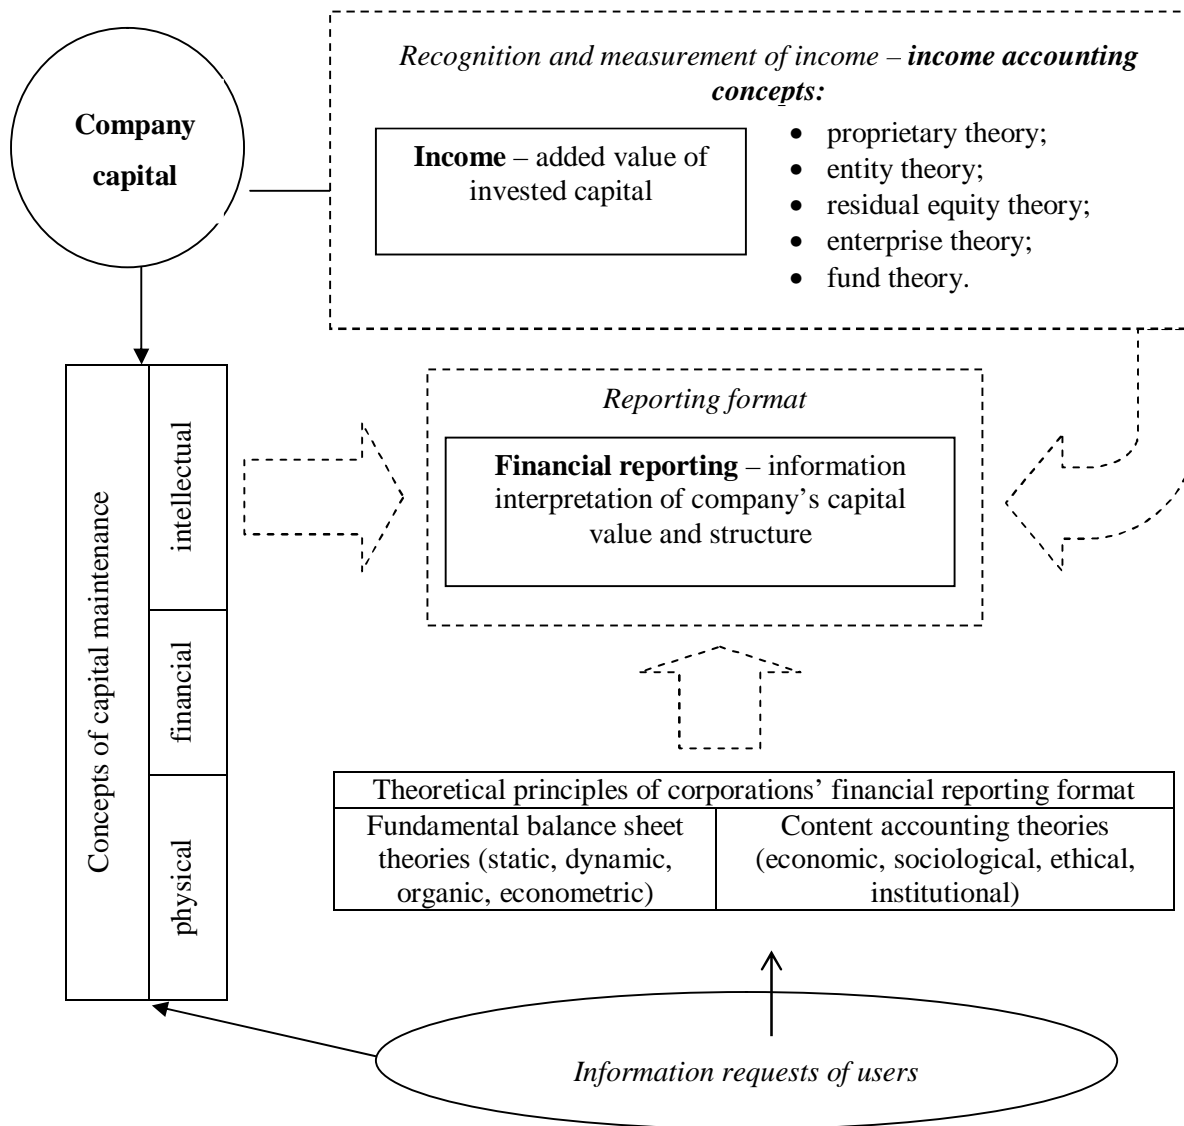 Company
capital
Recognition and measurement of income – income accounting
concepts:
Income – added value of
invested capital
• proprietary theory;
• entity theory;
• residual equity theory;
• enterprise theory;
• fund theory.
Concepts of capital maintenance
intellectual
financial
physical
Reporting format
Financial reporting – information
interpretation of company’s capital
value and structure
Theoretical principles of corporations’ financial reporting format
Fundamental balance sheet
theories (static, dynamic,
organic, econometric)
Content accounting theories
(economic, sociological, ethical,
institutional)
Information requests of users